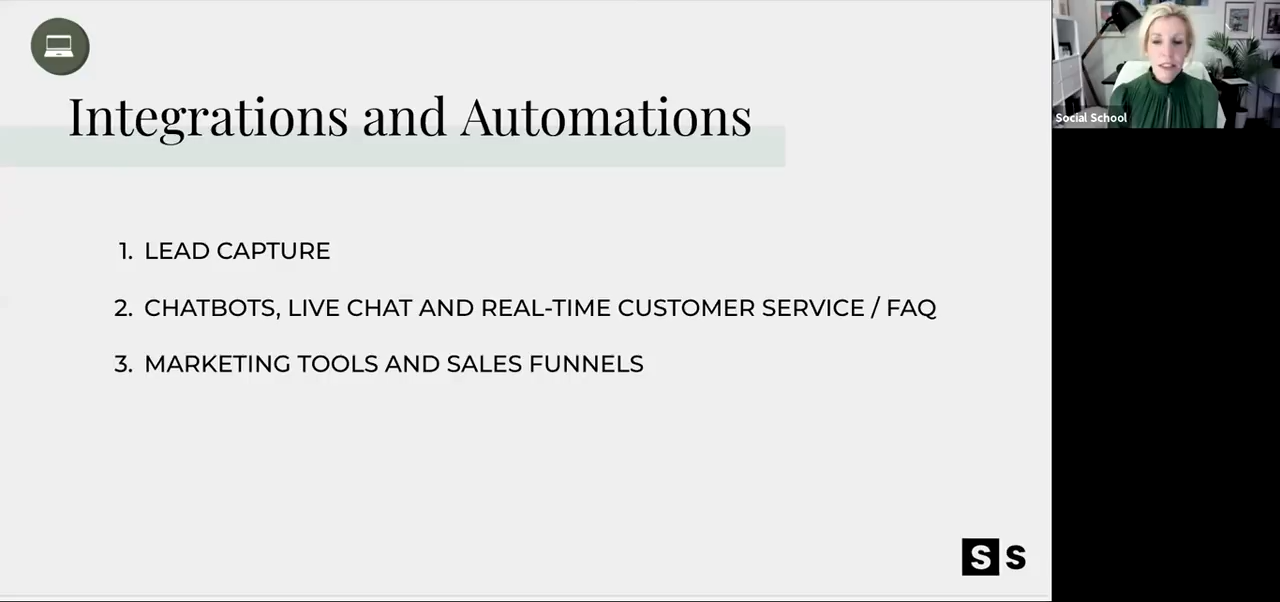 Integrations and Automations
1. LEAD CAPTURE
2. CHATBOTS, LIVE CHAT AND REAL-TIME CUSTOMER SERVICE / FAQ
3. MARKETING TOOLS AND SALES FUNNELS
S S
Social School